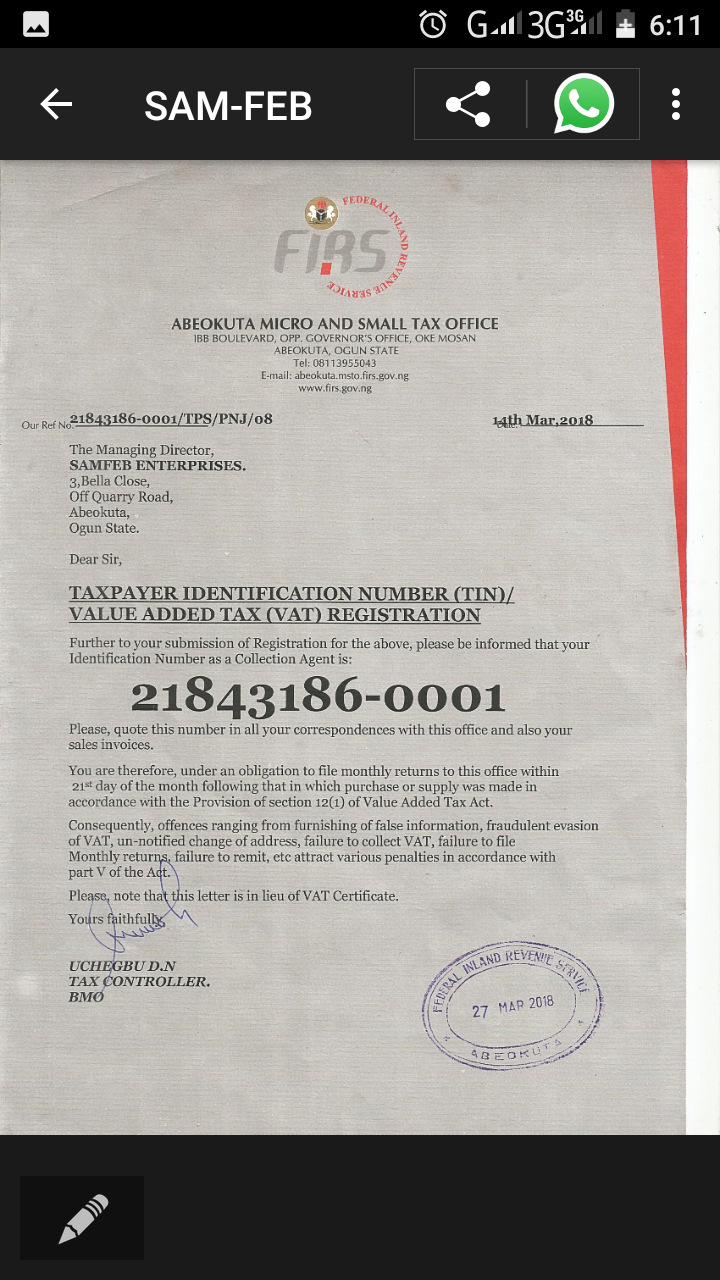 G 3G 3G 6:11
SAM-FEB
FEDERAL INLAND REVENUE SERVICE
FIRS
ABEOKUTA MICRO AND SMALL TAX OFFICE
IBB BOULEVARD, OPP. GOVERNOR'S OFFICE, OKE MOSAN
ABEOKUTA, OGUN STATE
Tel: 08113955043
E-mail: abeokuta.msto.firs.gov.ng
www.firs.gov.ng
Our Ref No. 21843186-0001/TPS/PNJ/08 Date: 14th Mar,2018
The Managing Director,
SAMFEB ENTERPRISES.
3,Bella Close,
Off Quarry Road,
Abeokuta,
Ogun State.
Dear Sir,
TAXPAYER IDENTIFICATION NUMBER (TIN)/
VALUE ADDED TAX (VAT) REGISTRATION
Further to your submission of Registration for the above, please be informed that your
Identification Number as a Collection Agent is:
21843186-0001
Please, quote this number in all your correspondences with this office and also your
sales invoices.
You are therefore, under an obligation to file monthly returns to this office within
21st day of the month following that in which purchase or supply was made in
accordance with the Provision of section 12(1) of Value Added Tax Act.
Consequently, offences ranging from furnishing of false information, fraudulent evasion
of VAT, un-notified change of address, failure to collect VAT, failure to file
Monthly returns, failure to remit, etc attract various penalties in accordance with
part V of the Act.
Please, note that this letter is in lieu of VAT Certificate.
Yours faithfully
UCHEGBU D.N
TAX CONTROLLER.
BMO
FEDERAL INLAND REVENUE SERVICE
27 MAR 2018
ABEOKUTA